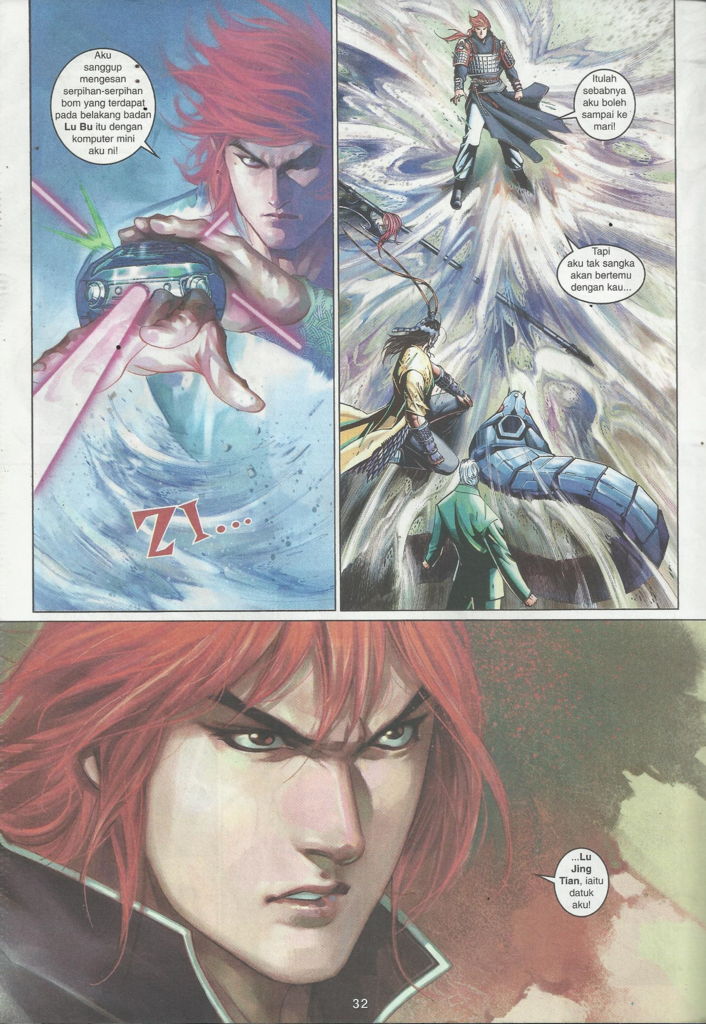 Aku
sanggup
mengesan
serpihan-serpihan
bom yang terdapat
pada belakang badan
Lu Bu itu dengan
komputer mini
aku ni!
Itulah
sebabnya
aku boleh
sampai ke
mari!
Tapi
aku tak sangka
akan bertemu
dengan kau...
ZI...
...Lu
Jing
Tian, iaitu
datuk
aku!
32